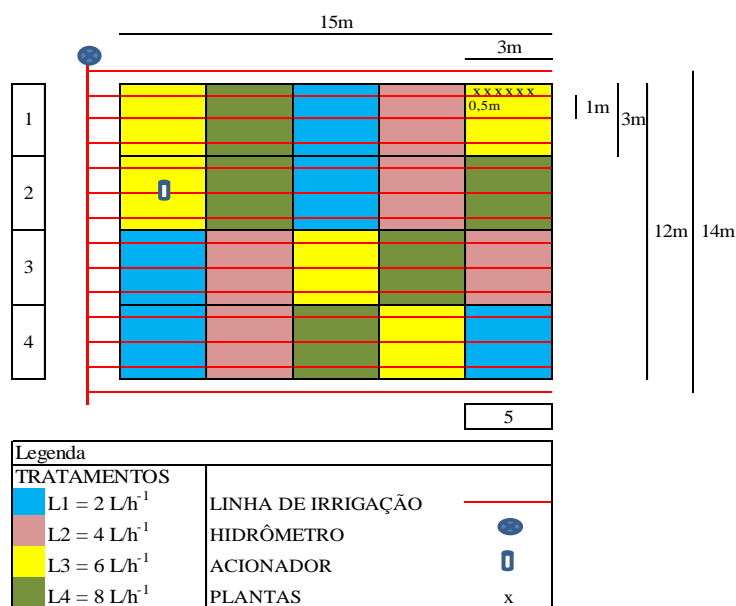 15m
3m
x x x x x x
0,5m
1m
3m
1
2
12m
14m
3
4
5
Legenda
TRATAMENTOS
L1 = 2 L/h-1
LINHA DE IRRIGAÇÃO
L2 = 4 L/h-1
HIDRÔMETRO
L3 = 6 L/h-1
ACIONADOR
L4 = 8 L/h-1
PLANTAS
x